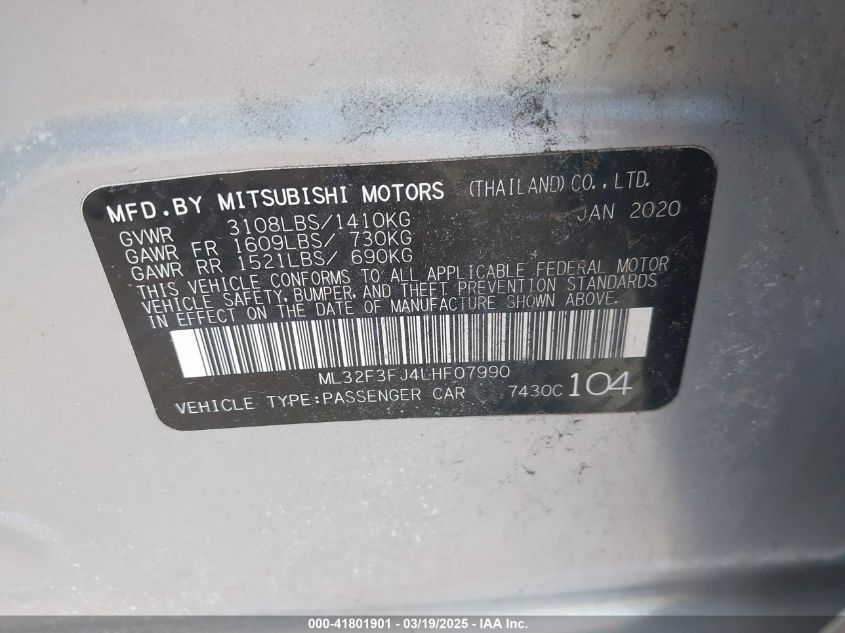 MFD.BY MITSUBISHI MOTORS (THAILAND) CO., LTD.
GVWR 3108LBS/1410KG JAN 2020
GAWR FR 1609LBS/ 730KG
GAWR RR 1521LBS/ 690KG
THIS VEHICLE CONFORMS TO ALL APPLICABLE FEDERAL MOTOR
VEHICLE SAFETY, BUMPER, AND THEFT PREVENTION STANDARDS
IN EFFECT ON THE DATE OF MANUFACTURE SHOWN ABOVE.
ML32F3FJ4LHF07990
VEHICLE TYPE:PASSENGER CAR 7430C 104
000-41801901 - 03/19/2025 - IAA Inc.